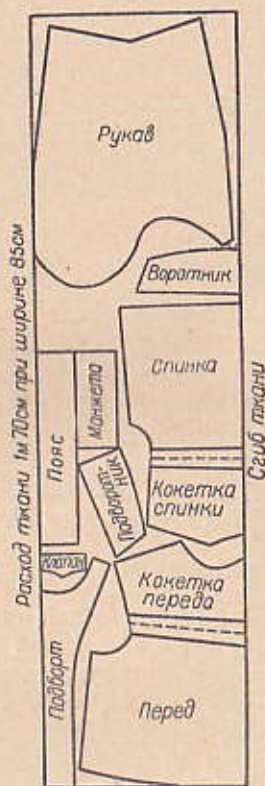 Рукав
Воротник
Расход ткани 1м 70см при ширине 85см
Сгиб ткани
Спинка
Манжета
Пояс
Подворот-
ник
Кокетка
спинки
Клапан
Кокетка
переда
Подборт
Перед